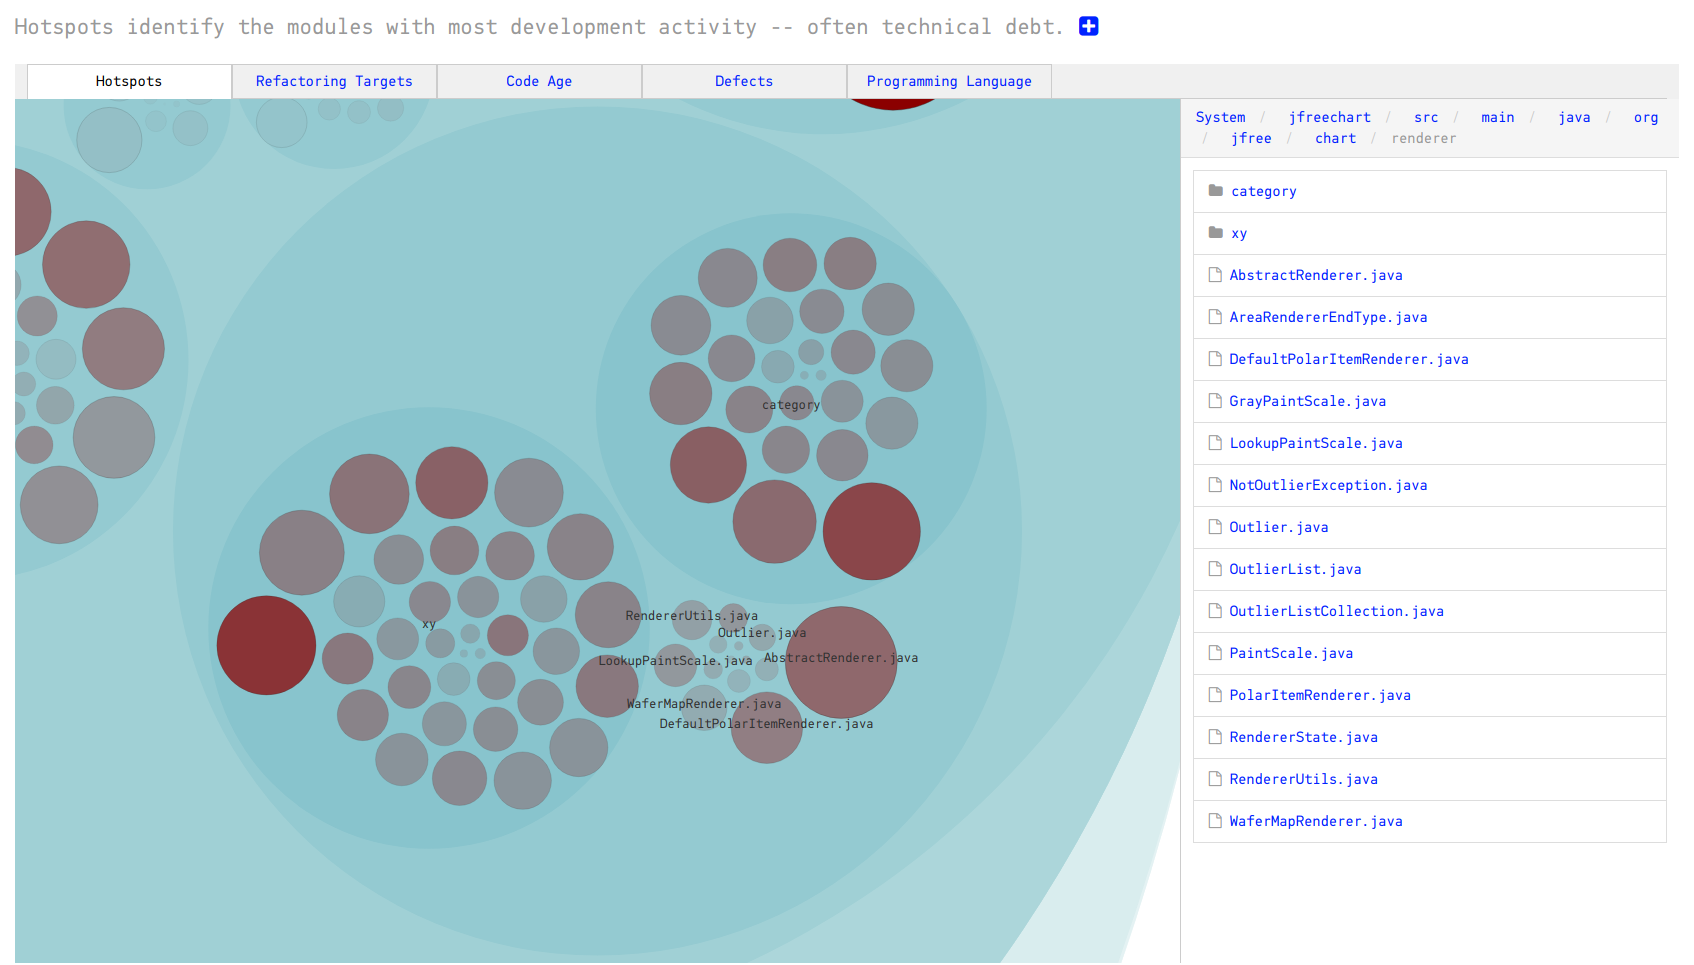 Hotspots identify the modules with most development activity -- often technical debt.
Hotspots
Refactoring Targets
Code Age
Defects
Programming Language
System / jfreechart / src / main / java / org
/ jfree / chart / renderer
category
xy
AbstractRenderer.java
AreaRendererEndType.java
DefaultPolarItemRenderer.java
GrayPaintScale.java
LookupPaintScale.java
NotOutlierException.java
Outlier.java
OutlierList.java
OutlierListCollection.java
PaintScale.java
PolarItemRenderer.java
RendererState.java
RendererUtils.java
WaferMapRenderer.java
category
xy
RendererUtils.java
Outlier.java
LookupPaintScale.java
AbstractRenderer.java
WaferMapRenderer.java
DefaultPolarItemRenderer.java